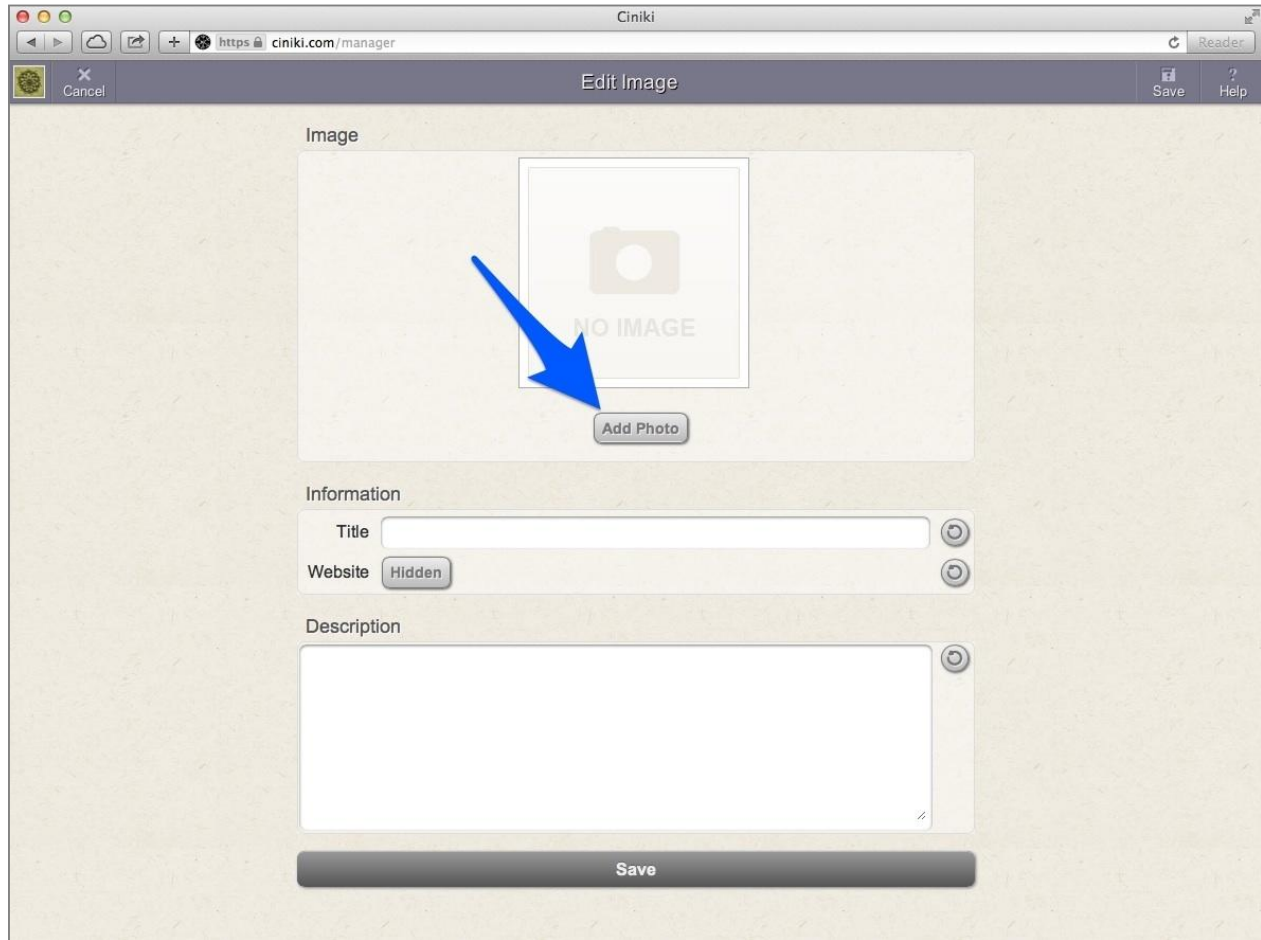 Ciniki
https ciniki.com/manager
Reader
Cancel
Edit Image
Save
? Help
Image
NO IMAGE
Add Photo
Information
Title
Website Hidden
Description
Save